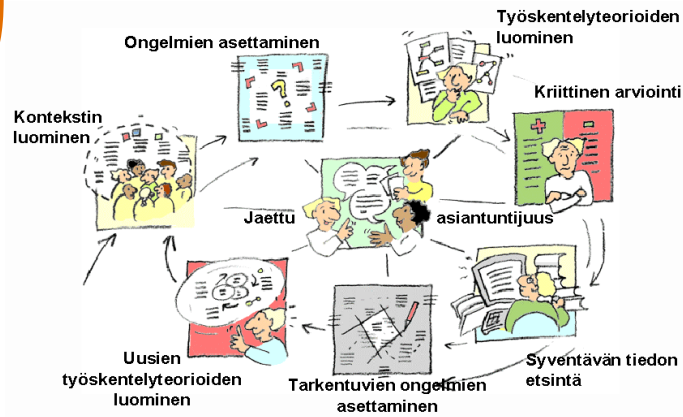 Työskentelyteorioiden
luominen
Ongelmien asettaminen
Kriittinen arviointi
Kontekstin
luominen
Jaettu
asiantuntijuus
Uusien
työskentelyteorioiden
luominen
Tarkentuvien ongelmien
asettaminen
Syventävän tiedon
etsintä